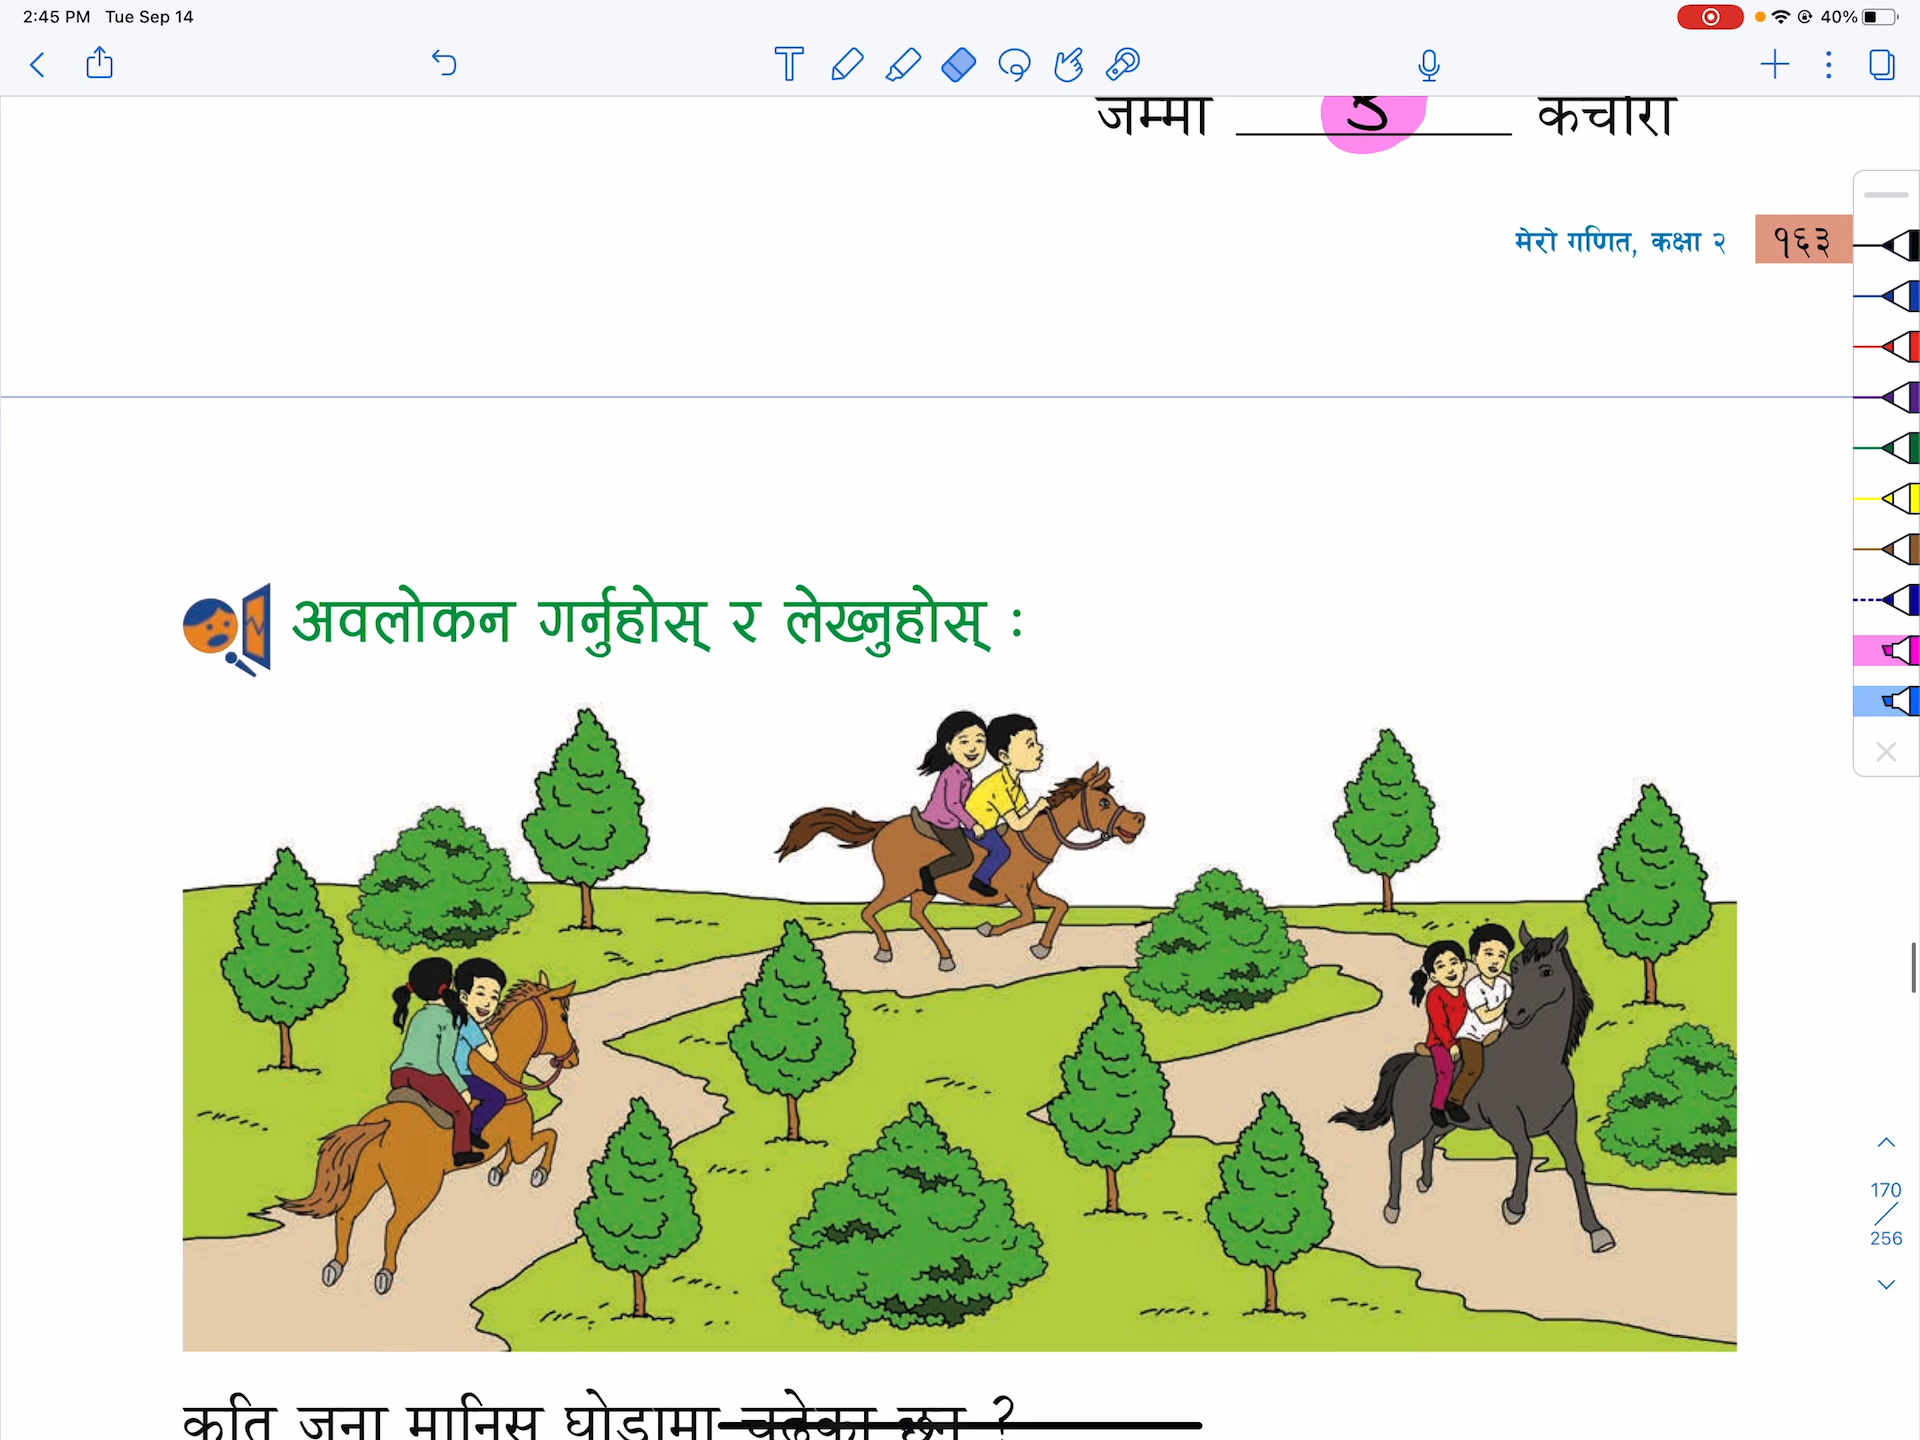 2:45 PM Tue Sep 14
40%
जम्मा कचौरा
मेरो गणित, कक्षा २ १६३
अवलोकन गर्नुहोस् र लेख्नुहोस् :
170
256
कति जना मानिस घोडामा चढेका छन् ?